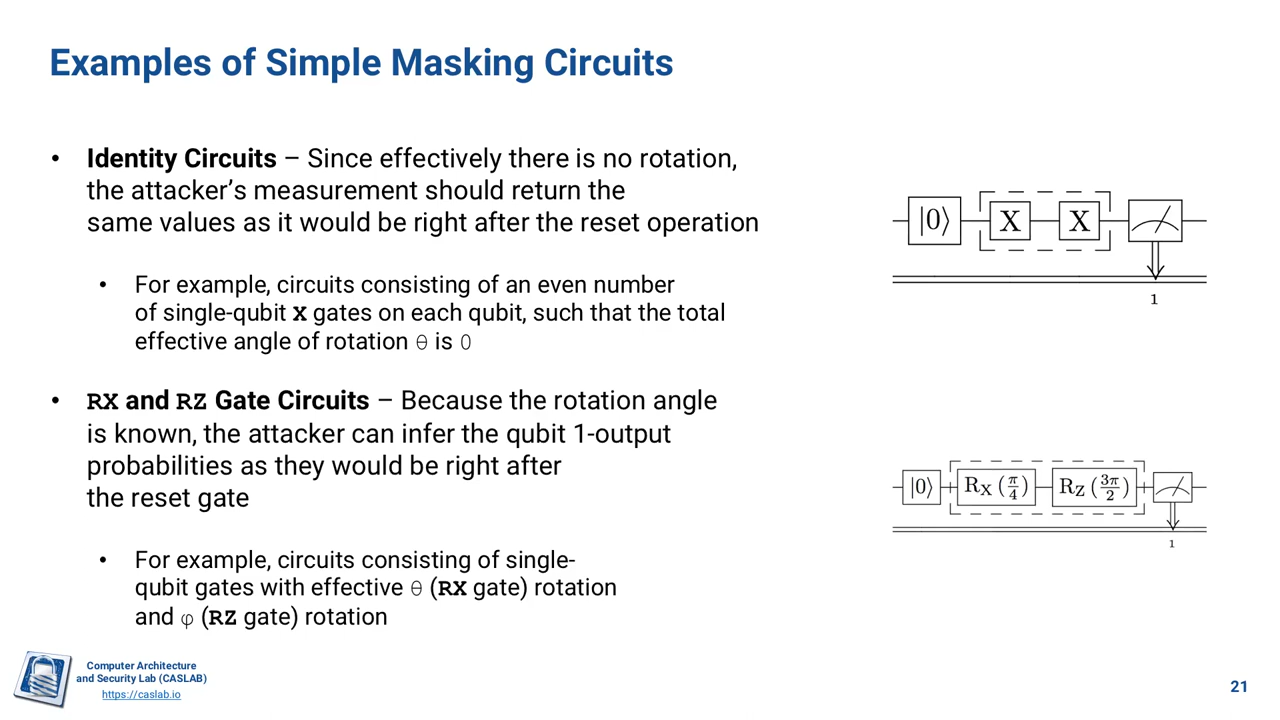 Examples of Simple Masking Circuits
• Identity Circuits – Since effectively there is no rotation,
the attacker’s measurement should return the
same values as it would be right after the reset operation
• For example, circuits consisting of an even number
of single-qubit X gates on each qubit, such that the total
effective angle of rotation θ is 0
|0⟩ X X
1
• RX and RZ Gate Circuits – Because the rotation angle
is known, the attacker can infer the qubit 1-output
probabilities as they would be right after
the reset gate
• For example, circuits consisting of single-
qubit gates with effective θ (RX gate) rotation
and φ (RZ gate) rotation
|0⟩ R_X (π/4) R_Z (3π/2)
1
Computer Architecture
and Security Lab (CASLAB)
https://caslab.io
21